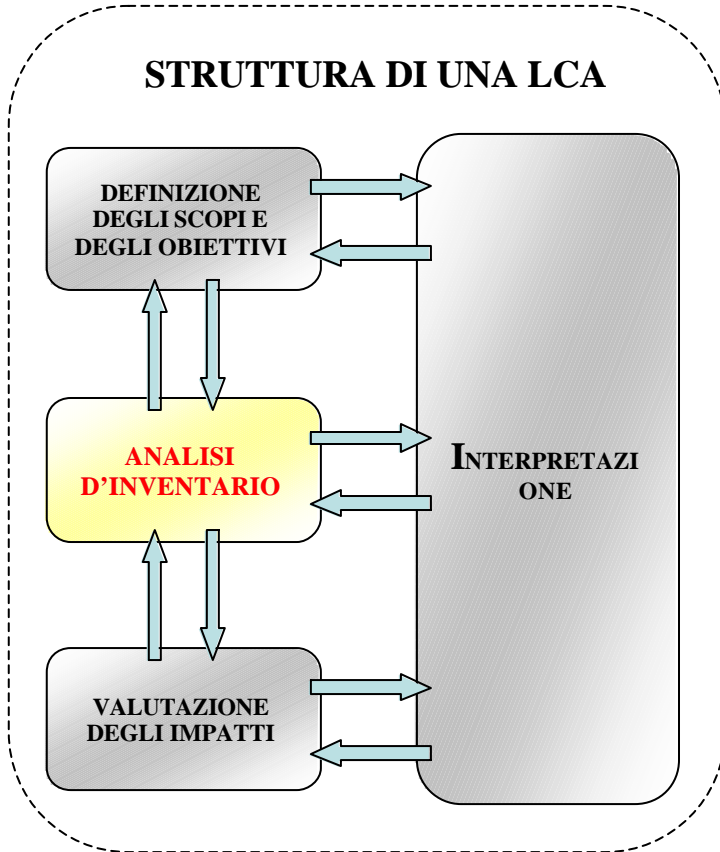 STRUTTURA DI UNA LCA
DEFINIZIONE
DEGLI SCOPI E
DEGLI OBIETTIVI
ANALISI
D’INVENTARIO
VALUTAZIONE
DEGLI IMPATTI
INTERPRETAZI
ONE